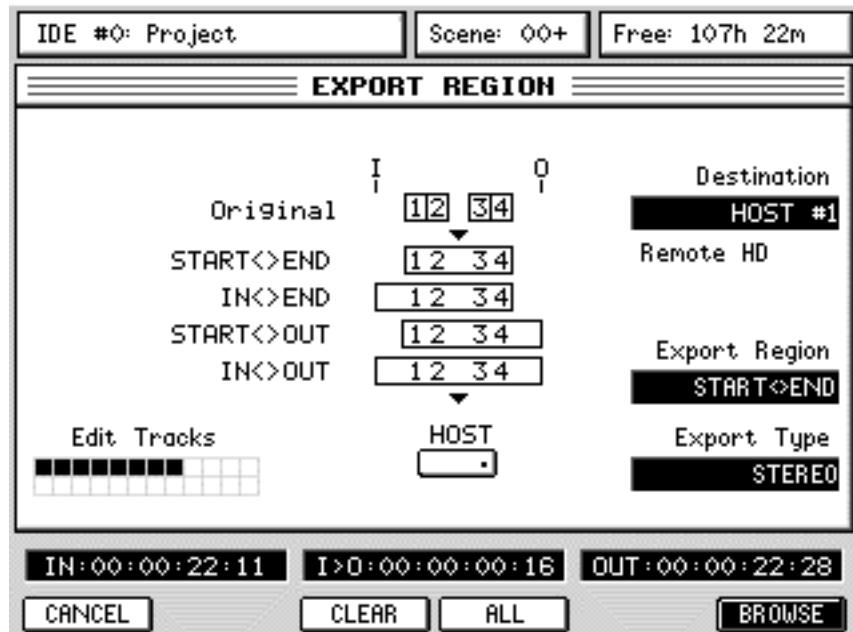 IDE #0: Project
Scene: 00+
Free: 107h 22m
EXPORT REGION
I O
Original 12 34
START<>END 12 34
IN<>END 12 34
START<>OUT 12 34
IN<>OUT 12 34
HOST
Edit Tracks
Destination
HOST #1
Remote HD
Export Region
START<>END
Export Type
STEREO
IN:00:00:22:11 I>O:00:00:00:16 OUT:00:00:22:28
CANCEL CLEAR ALL BROWSE